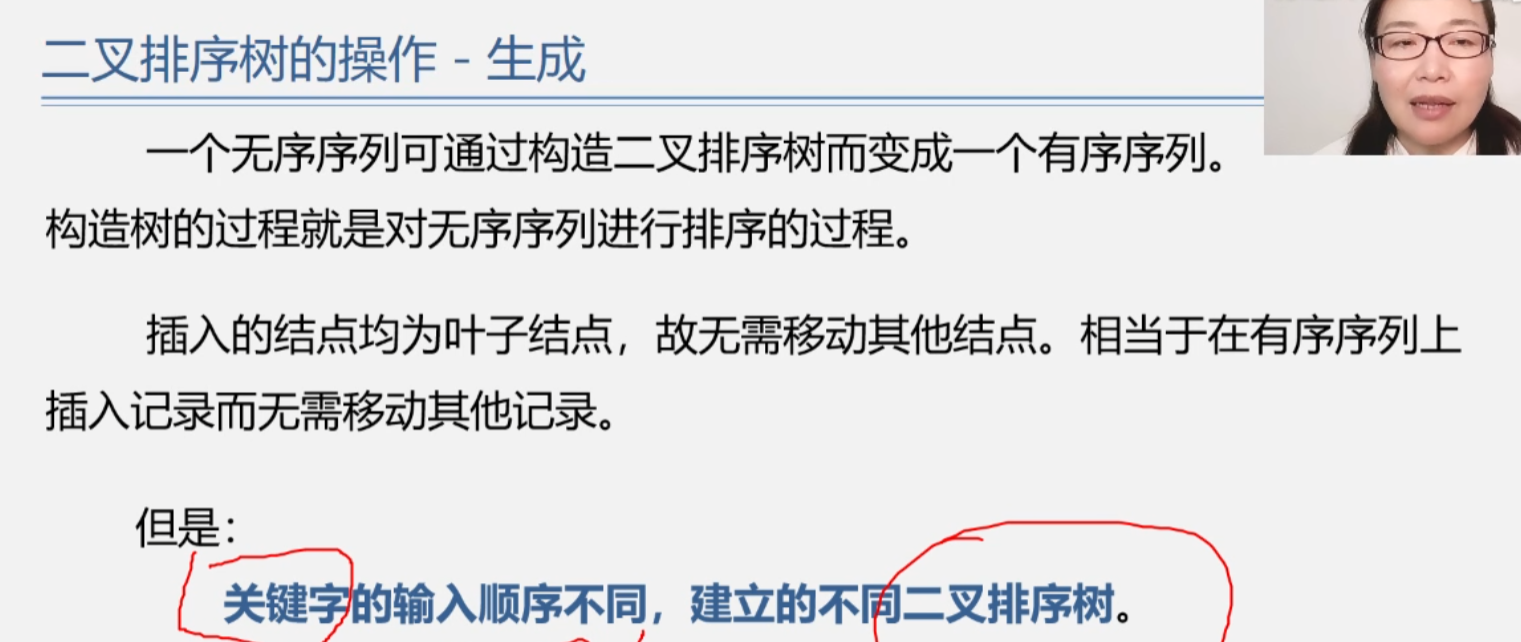 二叉排序树的操作 - 生成
一个无序序列可通过构造二叉排序树而变成一个有序序列。
构造树的过程就是对无序序列进行排序的过程。
插入的结点均为叶子结点，故无需移动其他结点。相当于在有序序列上
插入记录而无需移动其他记录。
但是：
关键字的输入顺序不同，建立的不同二叉排序树。